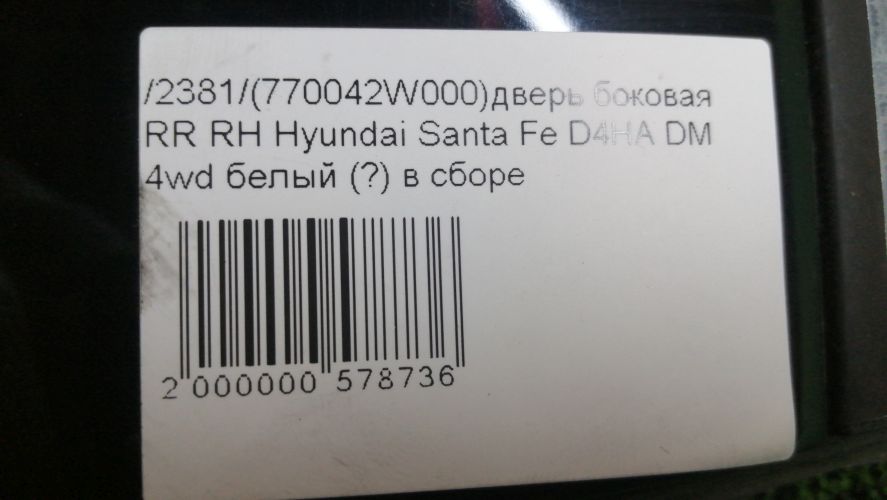 /2381/(770042W000)дверь боковая
RR RH Hyundai Santa Fe D4HA DM
4wd белый (?) в сборе
2 000000 578736